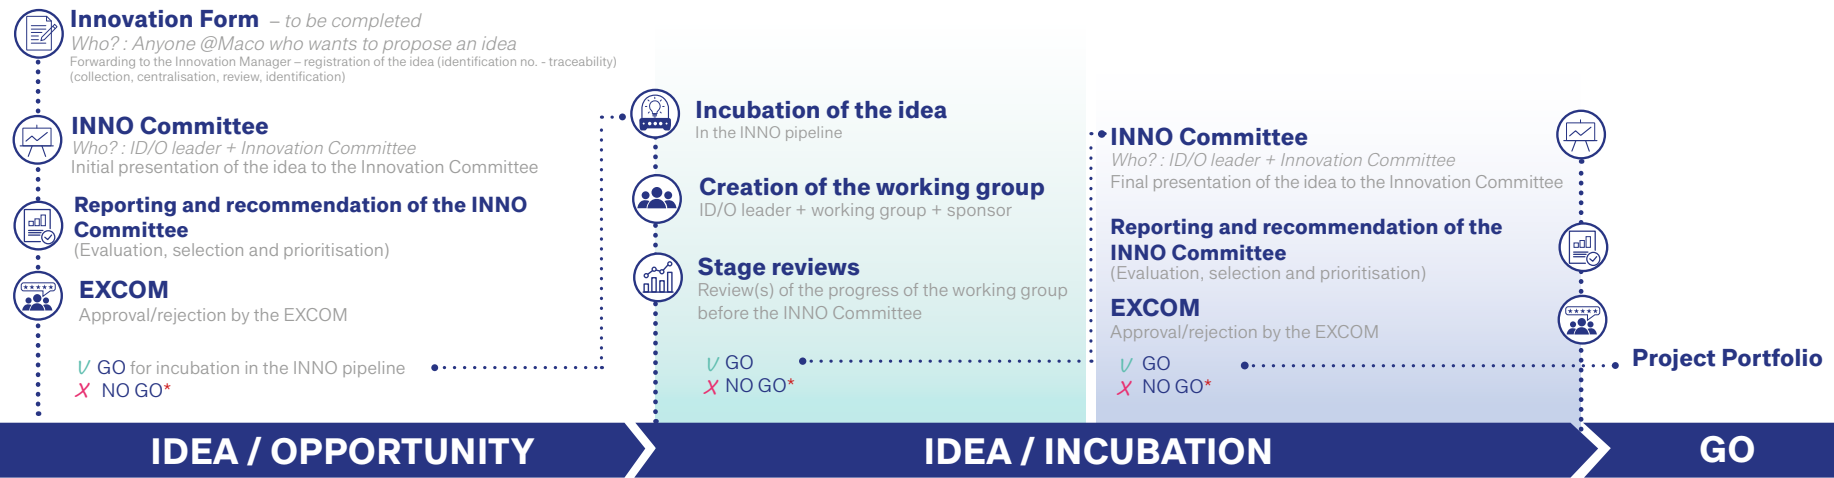 Innovation Form – to be completed
Who? : Anyone @Maco who wants to propose an idea
Forwarding to the Innovation Manager – registration of the idea (identification no. - traceability)
(collection, centralisation, review, identification)
INNO Committee
Who? : ID/O leader + Innovation Committee
Initial presentation of the idea to the Innovation Committee
Reporting and recommendation of the INNO
Committee
(Evaluation, selection and prioritisation)
EXCOM
Approval/rejection by the EXCOM
V GO for incubation in the INNO pipeline
X NO GO*
Incubation of the idea
In the INNO pipeline
Creation of the working group
ID/O leader + working group + sponsor
Stage reviews
Review(s) of the progress of the working group
before the INNO Committee
V GO
X NO GO*
INNO Committee
Who? : ID/O leader + Innovation Committee
Final presentation of the idea to the Innovation Committee
Reporting and recommendation of the
INNO Committee
(Evaluation, selection and prioritisation)
EXCOM
Approval/rejection by the EXCOM
V GO
X NO GO*
Project Portfolio
IDEA / OPPORTUNITY
IDEA / INCUBATION
GO